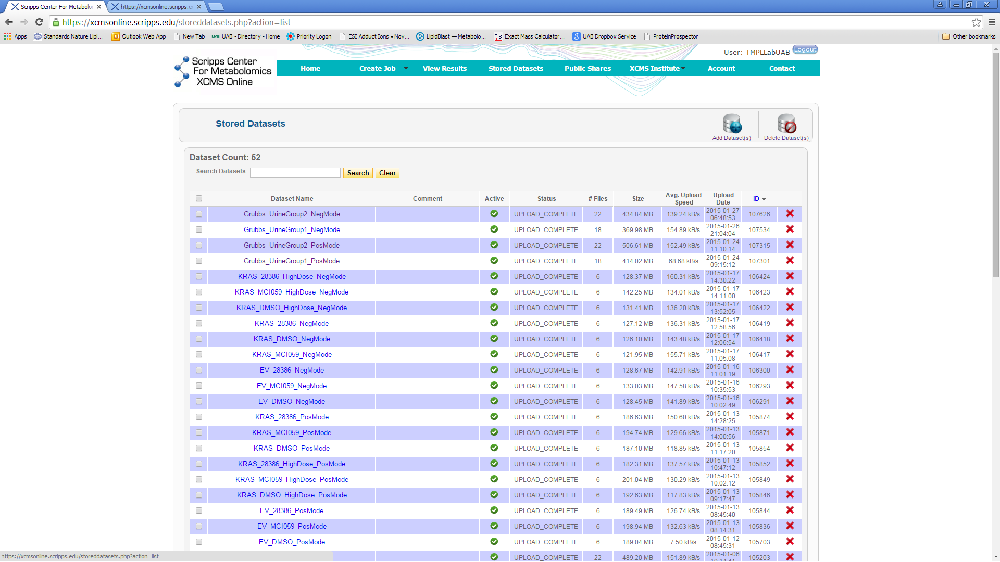 Scripps Center For Metabolo
https://xcmsonline.scripps.e
https://xcmsonline.scripps.edu/storeddatasets.php?action=list
Apps Standards Nature Lipi... Outlook Web App New Tab UAB - Directory - Home Priority Logon ESI Adduct Ions • Nov... LipidBlast — Metabolo... Exact Mass Calculator... UAB Dropbox Service ProteinProspector Other bookmarks
User: TMPLLabUAB Logout
Scripps Center
For Metabolomics
XCMS Online
Home Create Job View Results Stored Datasets Public Shares XCMS Institute Account Contact
Stored Datasets
Add Dataset(s) Delete Dataset(s)
Dataset Count: 52
Search Datasets Search Clear
Dataset Name Comment Active Status # Files Size Avg. Upload Speed Upload Date ID
Grubbs_UrineGroup2_NegMode UPLOAD_COMPLETE 22 434.84 MB 139.24 kB/s 2015-01-27 06:48:53 107626
Grubbs_UrineGroup1_NegMode UPLOAD_COMPLETE 18 369.98 MB 154.89 kB/s 2015-01-26 21:04:04 107534
Grubbs_UrineGroup2_PosMode UPLOAD_COMPLETE 22 506.61 MB 152.49 kB/s 2015-01-24 11:10:14 107315
Grubbs_UrineGroup1_PosMode UPLOAD_COMPLETE 18 414.02 MB 68.68 kB/s 2015-01-24 09:15:12 107301
KRAS_28386_HighDose_NegMode UPLOAD_COMPLETE 6 128.37 MB 160.31 kB/s 2015-01-17 14:30:22 106424
KRAS_MCI059_HighDose_NegMode UPLOAD_COMPLETE 6 142.25 MB 134.01 kB/s 2015-01-17 14:11:00 106423
KRAS_DMSO_HighDose_NegMode UPLOAD_COMPLETE 6 131.41 MB 136.20 kB/s 2015-01-17 13:52:05 106422
KRAS_28386_NegMode UPLOAD_COMPLETE 6 127.12 MB 136.31 kB/s 2015-01-17 12:58:56 106419
KRAS_DMSO_NegMode UPLOAD_COMPLETE 6 126.10 MB 143.48 kB/s 2015-01-17 12:06:54 106418
KRAS_MCI059_NegMode UPLOAD_COMPLETE 6 121.95 MB 155.71 kB/s 2015-01-17 11:05:08 106417
EV_28386_NegMode UPLOAD_COMPLETE 6 128.67 MB 142.91 kB/s 2015-01-16 11:01:19 106300
EV_MCI059_NegMode UPLOAD_COMPLETE 6 133.03 MB 147.58 kB/s 2015-01-16 10:35:53 106293
EV_DMSO_NegMode UPLOAD_COMPLETE 6 128.45 MB 141.89 kB/s 2015-01-16 10:02:49 106291
KRAS_28386_PosMode UPLOAD_COMPLETE 6 186.63 MB 150.60 kB/s 2015-01-13 14:28:25 105874
KRAS_MCI059_PosMode UPLOAD_COMPLETE 6 194.74 MB 129.66 kB/s 2015-01-13 14:00:56 105871
KRAS_DMSO_PosMode UPLOAD_COMPLETE 6 187.10 MB 118.85 kB/s 2015-01-13 11:17:20 105854
KRAS_28386_HighDose_PosMode UPLOAD_COMPLETE 6 182.31 MB 137.57 kB/s 2015-01-13 10:47:12 105852
KRAS_MCI059_HighDose_PosMode UPLOAD_COMPLETE 6 201.04 MB 130.29 kB/s 2015-01-13 10:02:12 105849
KRAS_DMSO_HighDose_PosMode UPLOAD_COMPLETE 6 192.63 MB 117.83 kB/s 2015-01-13 09:17:47 105846
EV_28386_PosMode UPLOAD_COMPLETE 6 189.49 MB 126.74 kB/s 2015-01-13 08:45:40 105844
EV_MCI059_PosMode UPLOAD_COMPLETE 6 198.94 MB 132.63 kB/s 2015-01-13 08:14:31 105836
EV_DMSO_PosMode UPLOAD_COMPLETE 6 189.04 MB 7.50 kB/s 2015-01-12 08:45:31 105703
UPLOAD_COMPLETE 22 489.20 MB 151.89 kB/s 2015-01-06 105203
https://xcmsonline.scripps.edu/storeddatasets.php?action=list